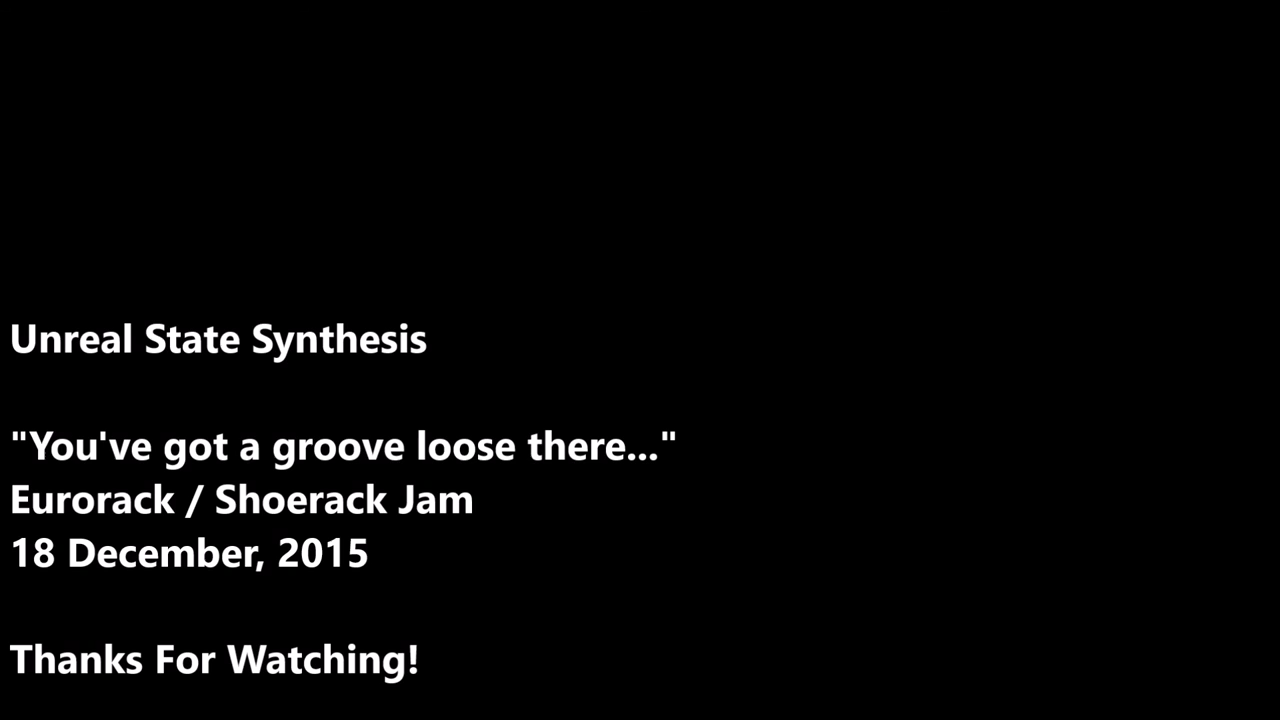 Unreal State Synthesis
"You've got a groove loose there..."
Eurorack / Shoerack Jam
18 December, 2015
Thanks For Watching!